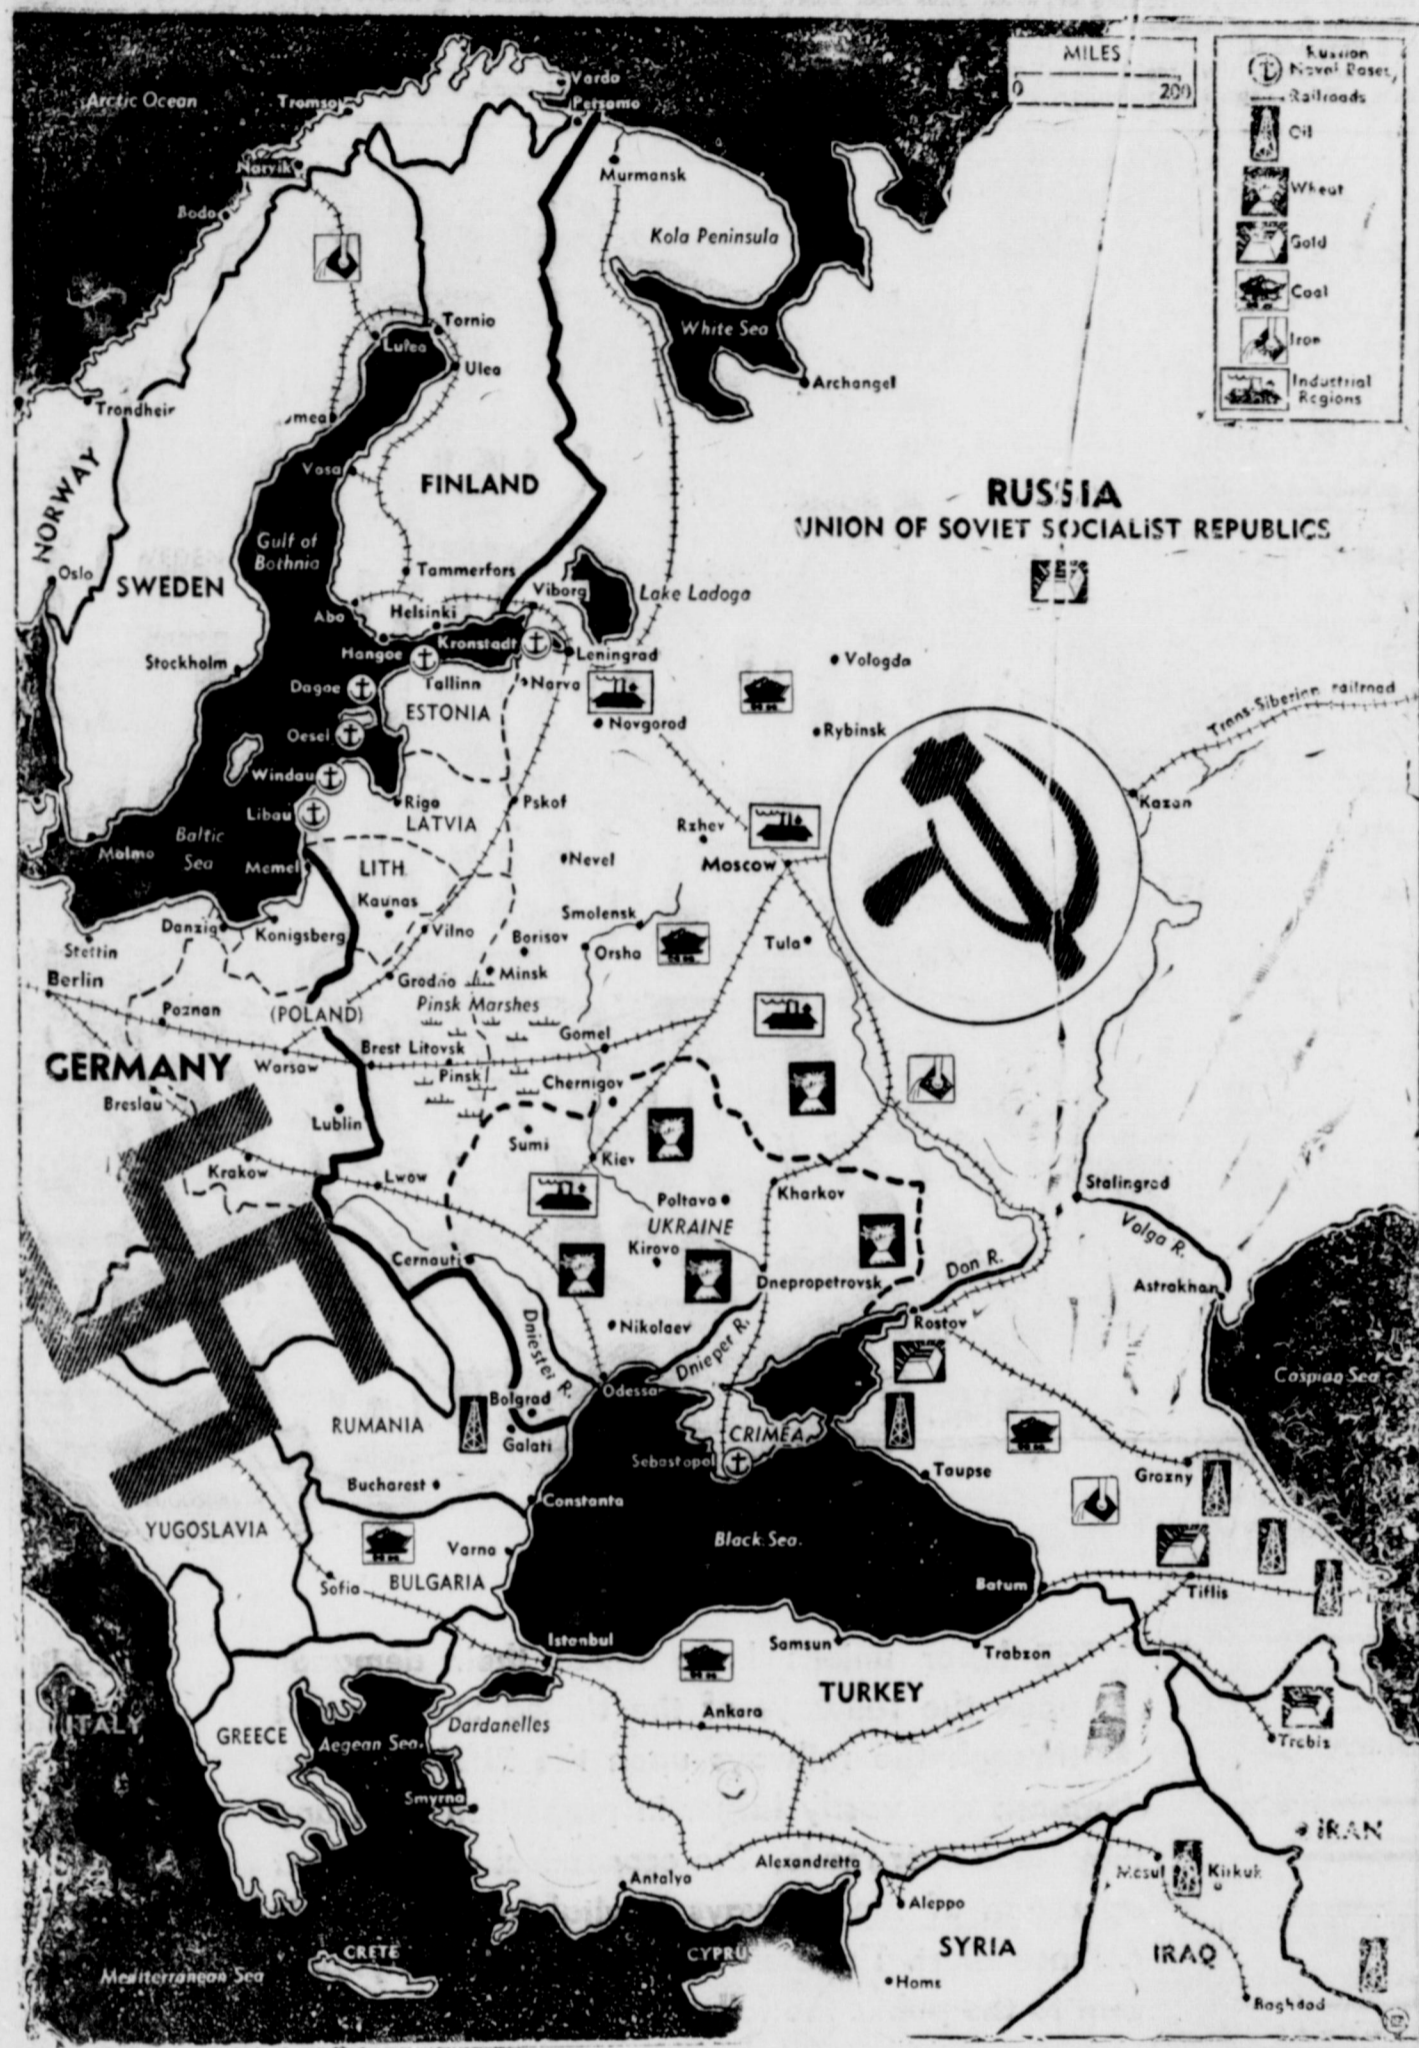 MILES
0 200
Russian
Naval Bases
Railroads
Oil
Wheat
Gold
Coal
Iron
Industrial
Regions
Arctic Ocean
Tromso
Vardo
Petsamo
Narvik
Murmansk
Bodo
Kola Peninsula
White Sea
Tornio
Lulea
Ulea
Archangel
Trondheim
Vasa
FINLAND
NORWAY
RUSSIA
UNION OF SOVIET SOCIALIST REPUBLICS
Gulf of
Bothnia
Oslo
SWEDEN
Tammerfors
Viborg
Lake Ladoga
Abo
Helsinki
Hangoe
Kronstadt
Leningrad
Stockholm
Vologda
Dagoe
Tallinn
Narva
ESTONIA
Novgorod
Trans-Siberian railroad
Oesel
Rybinsk
Windau
Libau
Riga
LATVIA
Pskof
Kazan
Baltic
Sea
Malmo
Memel
LITH
Nevel
Rzhev
Moscow
Kaunas
Danzig
Konigsberg
Vilno
Smolensk
Borisov
Orsha
Tula
Stettin
Berlin
Grodno
Minsk
Pinsk Marshes
Poznan
(POLAND)
Gomel
GERMANY
Warsaw
Brest Litovsk
Pinsk
Chernigov
Breslau
Lublin
Sumi
Kiev
Krakow
Lwow
Poltava
Kharkov
Stalingrad
UKRAINE
Volga R.
Kirovo
Cernauti
Dnepropetrovsk
Don R.
Astrakhan
Dniester R.
Nikolaev
Dnieper R.
Rostov
Odessa
Caspian Sea
Bolgrad
RUMANIA
Galati
CRIMEA
Sebastopol
Taupse
Grozny
Bucharest
Constanta
YUGOSLAVIA
Black Sea.
Varna
Sofia
BULGARIA
Batum
Tiflis
Istanbul
Samsun
Trabzon
TURKEY
ITALY
GREECE
Aegean Sea.
Dardanelles
Ankara
Trebiz
Smyrna
IRAN
Alexandretta
Mosul
Kirkuk
Antalya
Aleppo
CRETE
CYPRU
SYRIA
IRAQ
Mediterranean Sea
Homs
Baghdad